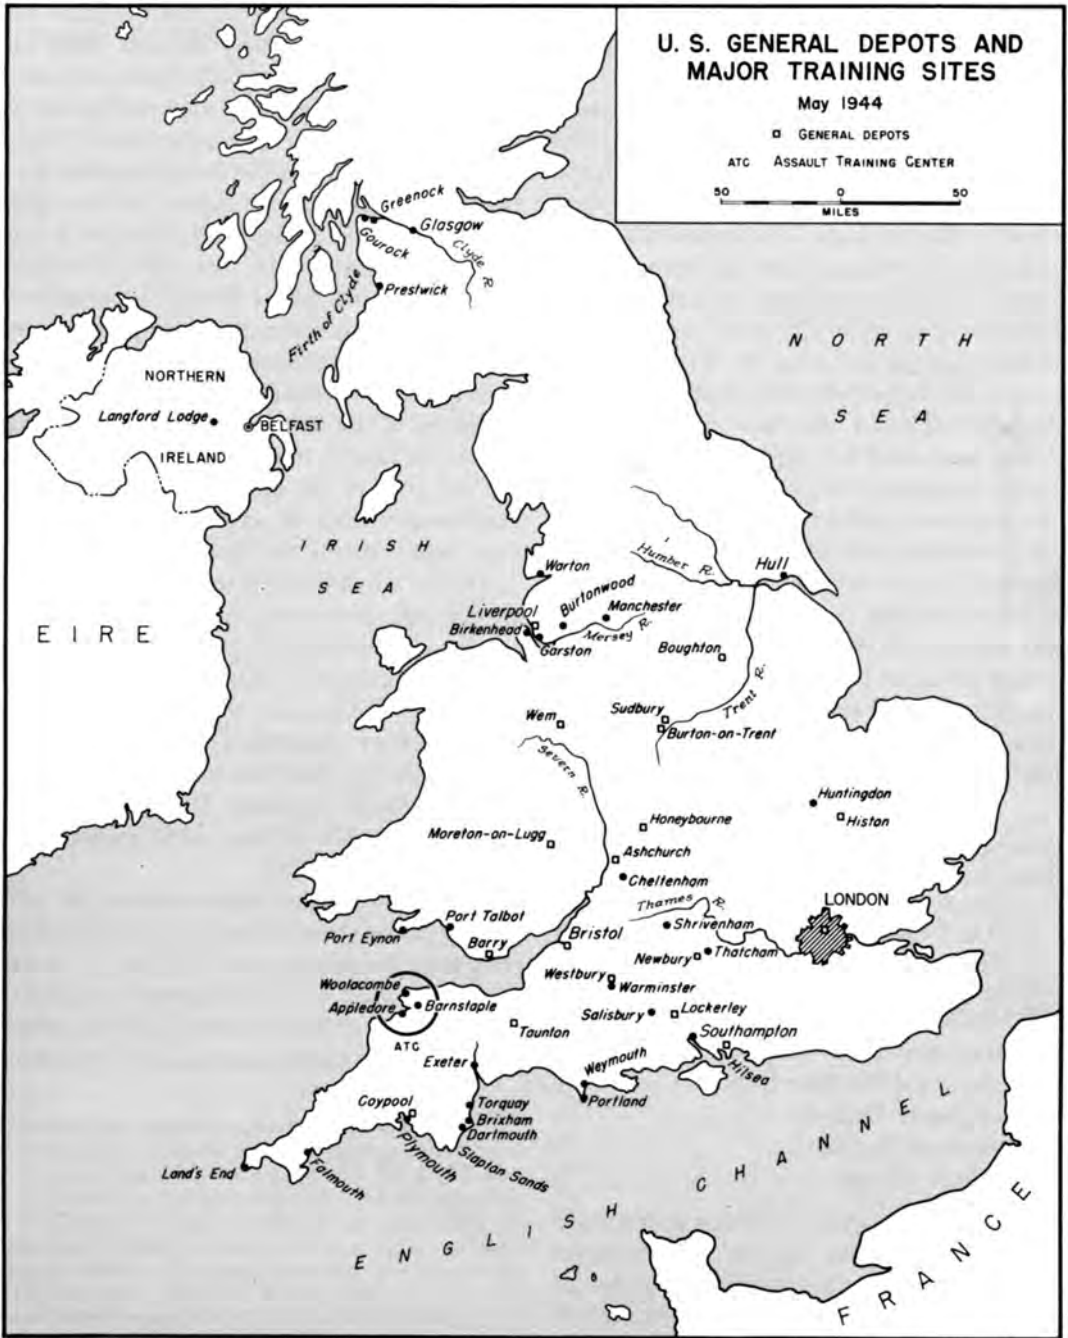 U. S. GENERAL DEPOTS AND
MAJOR TRAINING SITES
May 1944
GENERAL DEPOTS
ATC ASSAULT TRAINING CENTER
50 0 50
MILES
Greenock
Gourock
Glasgow
Clyde R.
Prestwick
Firth of Clyde
NORTH
SEA
NORTHERN
Langford Lodge
BELFAST
IRELAND
IRISH
SEA
EIRE
Warton
Humber R.
Hull
Liverpool
Burtonwood
Manchester
Birkenhead
Mersey R.
Garston
Boughton
Trent R.
Wem
Sudbury
Burton-on-Trent
Severn R.
Huntingdon
Histon
Honeybourne
Moreton-on-Lugg
Ashchurch
Cheltenham
Thames R.
LONDON
Port Talbot
Port Eynon
Barry
Bristol
Shrivenham
Newbury
Thatcham
Westbury
Warminster
Woolacombe
Appledore
Barnstaple
ATC
Salisbury
Lockerley
Taunton
Southampton
Hilsea
Exeter
Weymouth
Portland
Coypool
Torquay
Brixham
Dartmouth
Plymouth
Slaptan Sands
Land's End
Falmouth
ENGLISH CHANNEL
FRANCE